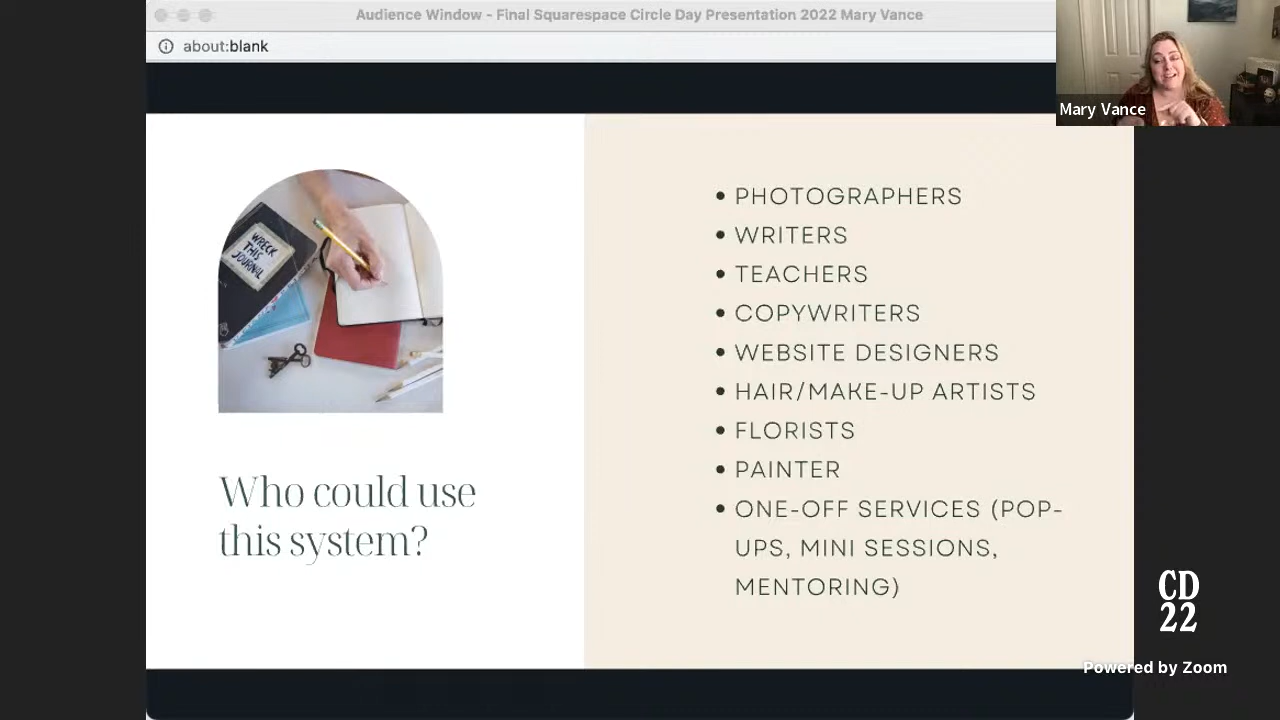 Audience Window - Final Squarespace Circle Day Presentation 2022 Mary Vance
about:blank
Mary Vance
WRECK
THIS
JOURNAL
Who could use
this system?
• PHOTOGRAPHERS
• WRITERS
• TEACHERS
• COPYWRITERS
• WEBSITE DESIGNERS
• HAIR/MAKE-UP ARTISTS
• FLORISTS
• PAINTER
• ONE-OFF SERVICES (POP-
UPS, MINI SESSIONS,
MENTORING)
CD
22
Powered by Zoom